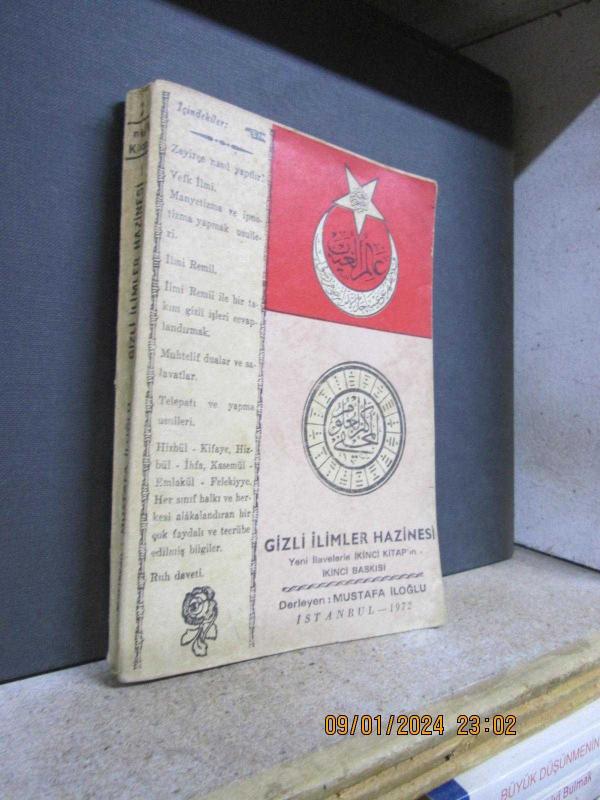 İçindekiler:
Zayirçe nasıl yapılır.
Vefk İlmi.
Manyetizma ve ipno-
tizma yapmak usulle-
ri.
İlmi Remil.
İlmi Remil ile bir ta-
kım gizli işleri cevap-
landırmak.
Muhtelif dualar ve sa-
lavatlar.
Telepati ve yapma
usulleri.
Hizbül - Kifaye, Hiz-
bül - İhfa, Kasemül -
Emlâkül - Felekiyye,
Her sınıf halkı ve her-
kesi alâkalandıran bir
çok faydalı ve tecrübe
edilmiş bilgiler.
Ruh daveti.
GİZLİ İLİMLER HAZİNESİ
Yeni İlavelerle İKİNCİ KİTAP'ın
İKİNCİ BASKISI
Derleyen : MUSTAFA İLOĞLU
İSTANBUL — 1972
GİZLİ İLİMLER HAZİNESİ
MUSTAFA İLOĞLU
09/01/2024 23:02
BÜYÜK DÜŞÜNMENİN
Bulmak